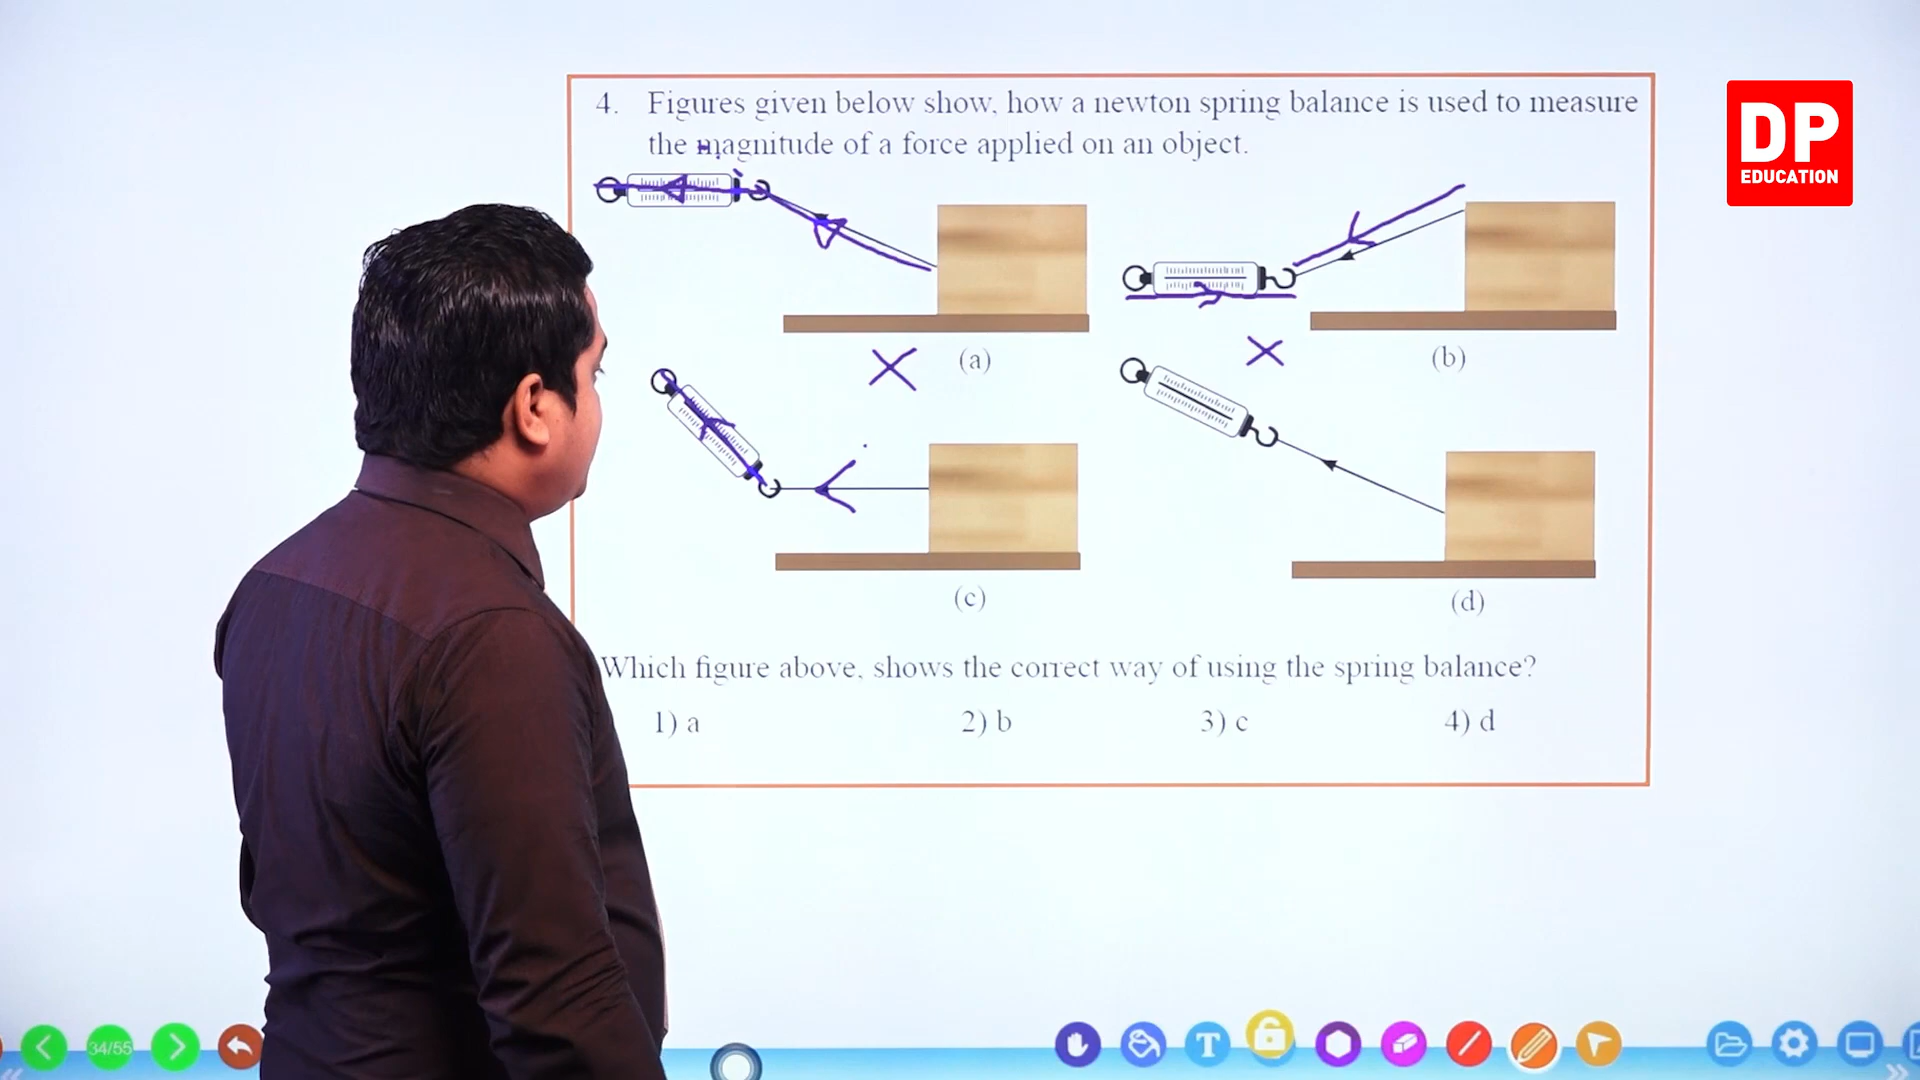 4. Figures given below show, how a newton spring balance is used to measure
the magnitude of a force applied on an object.
DP
EDUCATION
(a)
(b)
(c)
(d)
Which figure above, shows the correct way of using the spring balance?
1) a
2) b
3) c
4) d
34/55
T